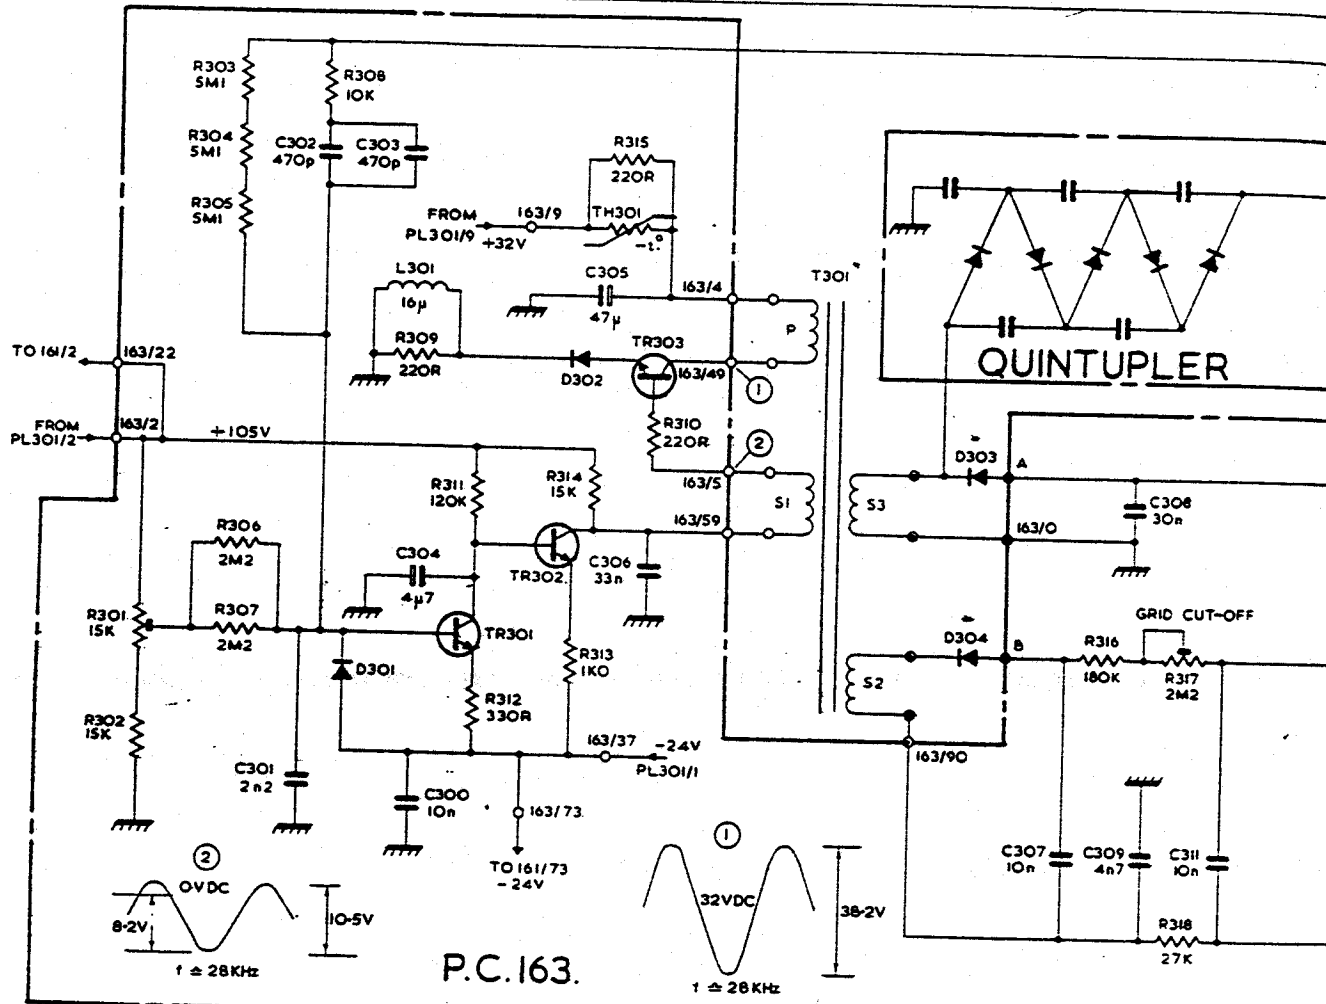 R303
5M1
R308
10K
R304
5M1
C302
470p
C303
470p
R305
5M1
R315
220R
FROM
PL301/9
163/9
+32V
TH301
-t°
L301
16μ
C305
47μ
163/4
T301
P
TO 161/2
163/22
R309
220R
D302
TR303
163/49
1
QUINTUPLER
FROM
PL301/2
163/2
+105V
R310
220R
2
163/5
R311
120K
R314
15K
163/59
S1
S3
D303
A
C308
30n
163/0
R306
2M2
C304
4μ7
TR302
C306
33n
R301
15K
R307
2M2
TR301
D301
R313
1K0
R312
330R
D304
B
S2
GRID CUT-OFF
R316
180K
R317
2M2
R302
15K
C301
2n2
163/37
-24V
PL301/1
163/90
C300
10n
163/73
TO 161/73
-24V
C307
10n
C309
4n7
C311
10n
R318
27K
2
0VDC
8·2V
10·5V
f ≏ 28KHz
P.C.163.
1
32VDC
38·2V
f ≏ 28KHz